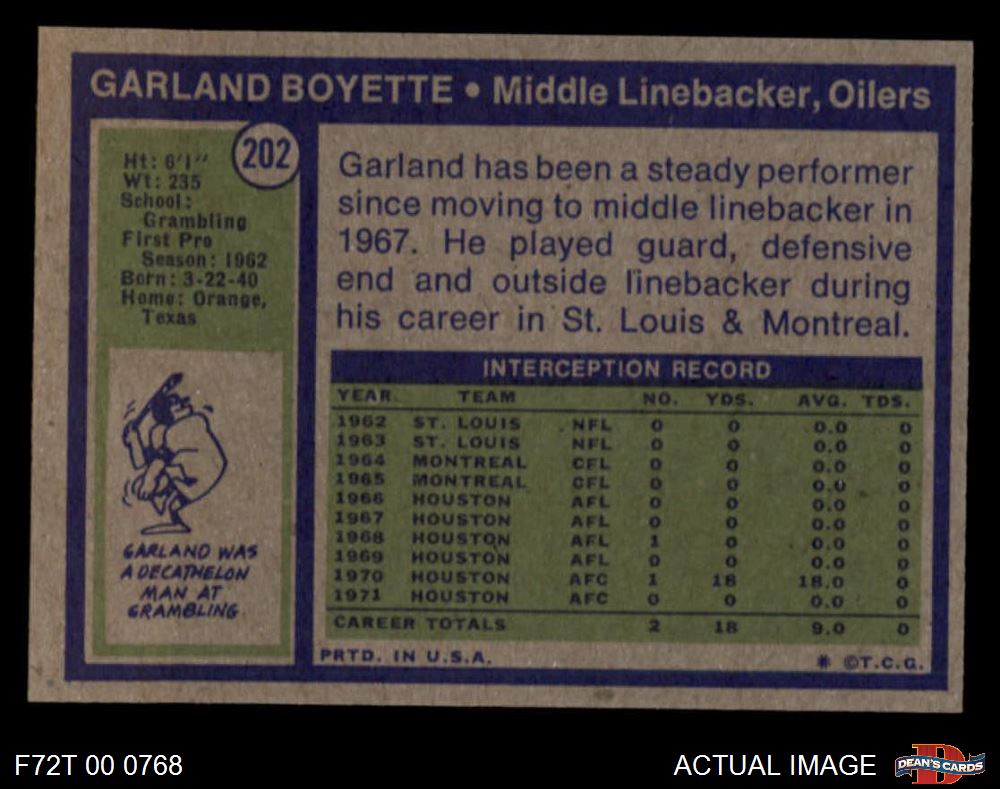 GARLAND BOYETTE • Middle Linebacker, Oilers
202
Ht: 6'1"
Wt: 235
School:
Grambling
First Pro
Season: 1962
Born: 3-22-40
Home: Orange,
Texas
GARLAND WAS
A DECATHELON
MAN AT
GRAMBLING.
Garland has been a steady performer
since moving to middle linebacker in
1967. He played guard, defensive
end and outside linebacker during
his career in St. Louis & Montreal.
INTERCEPTION RECORD
YEAR TEAM NO. YDS. AVG. TDS.
1962 ST. LOUIS NFL 0 0 0.0 0
1963 ST. LOUIS NFL 0 0 0.0 0
1964 MONTREAL CFL 0 0 0.0 0
1965 MONTREAL CFL 0 0 0.0 0
1966 HOUSTON AFL 0 0 0.0 0
1967 HOUSTON AFL 0 0 0.0 0
1968 HOUSTON AFL 1 0 0.0 0
1969 HOUSTON AFL 0 0 0.0 0
1970 HOUSTON AFC 1 18 18.0 0
1971 HOUSTON AFC 0 0 0.0 0
CAREER TOTALS 2 18 9.0 0
PRTD. IN U.S.A. * ©T.C.G.
F72T 00 0768
ACTUAL IMAGE
D
DEAN'S CARDS